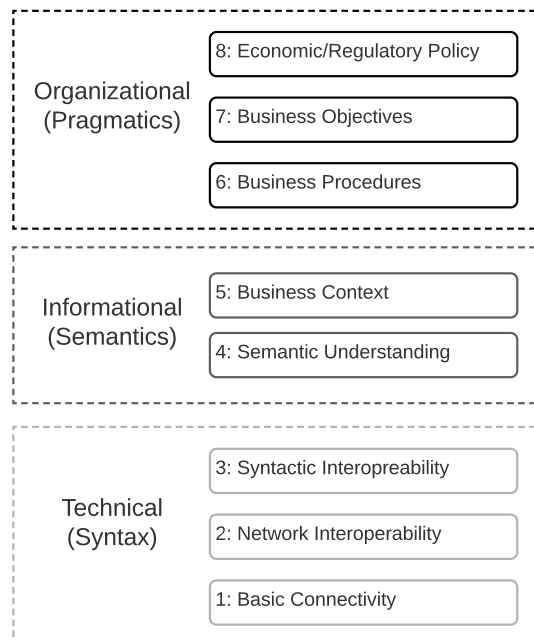 Organizational
(Pragmatics)
8: Economic/Regulatory Policy
7: Business Objectives
6: Business Procedures
Informational
(Semantics)
5: Business Context
4: Semantic Understanding
Technical
(Syntax)
3: Syntactic Interopreability
2: Network Interoperability
1: Basic Connectivity